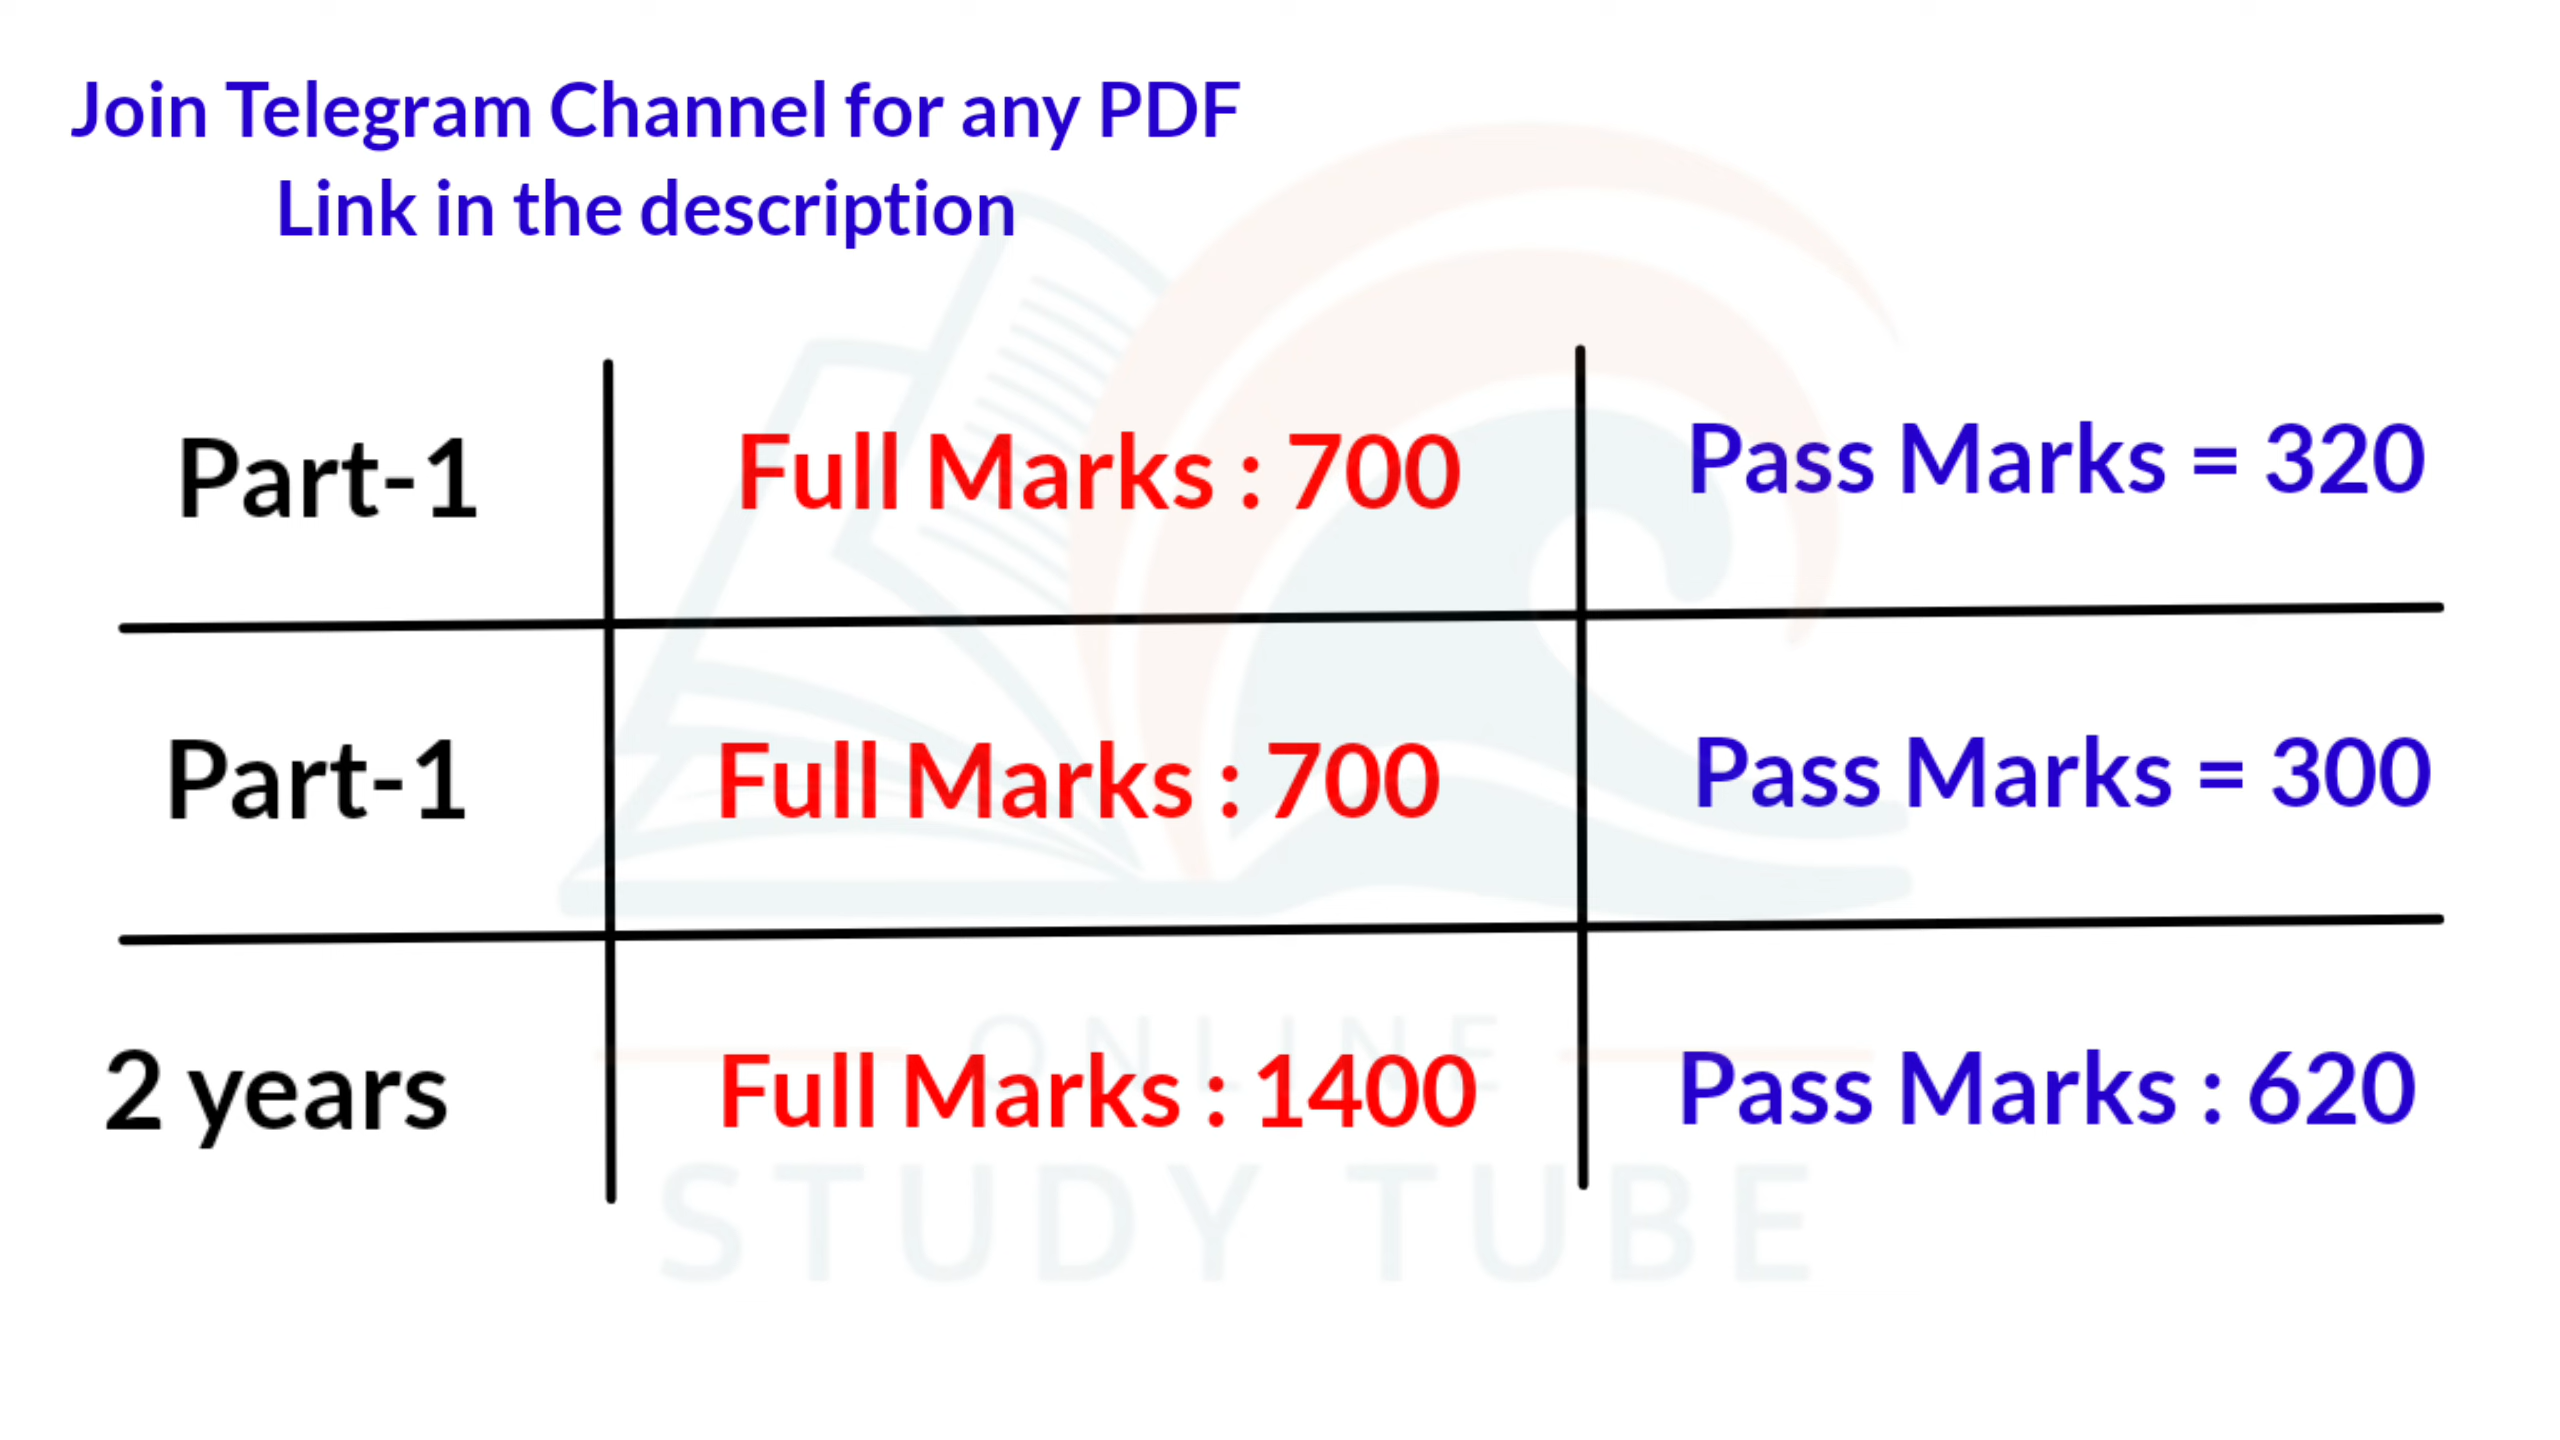 Join Telegram Channel for any PDF
Link in the description
Part-1 Full Marks : 700 Pass Marks = 320
Part-1 Full Marks : 700 Pass Marks = 300
2 years Full Marks : 1400 Pass Marks : 620
ONLINE
STUDY TUBE